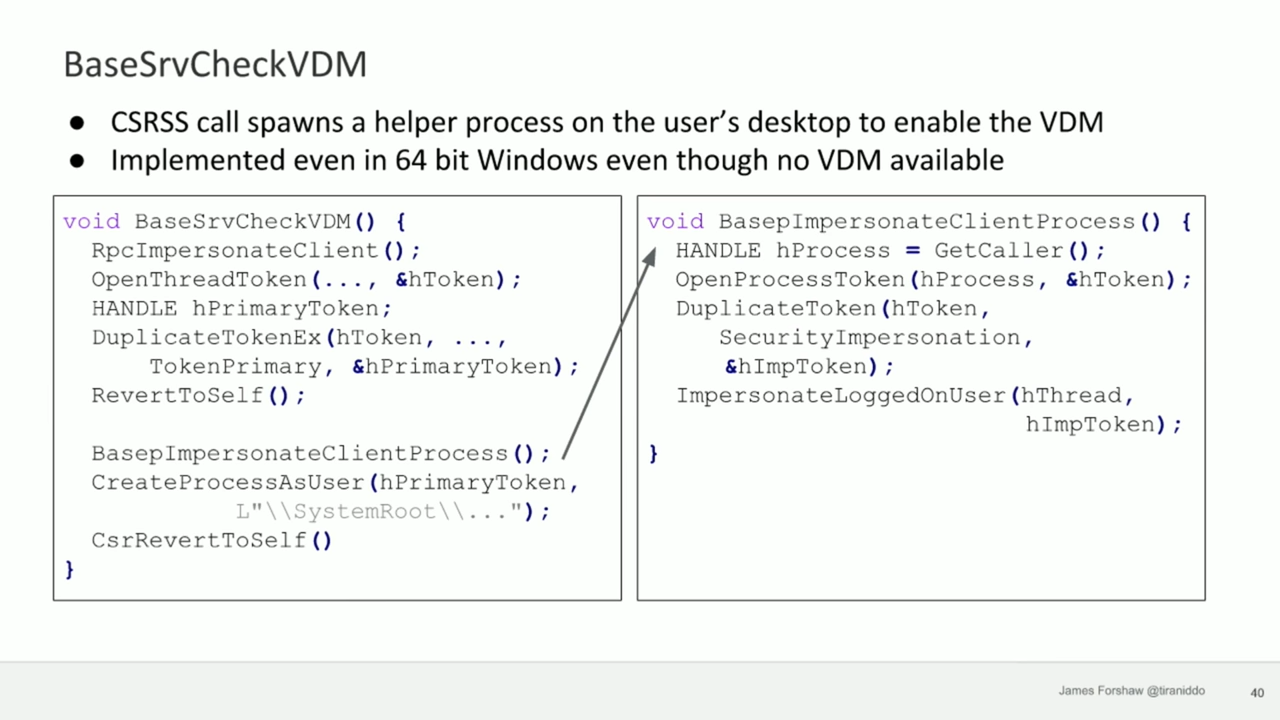 BaseSrvCheckVDM
● CSRSS call spawns a helper process on the user’s desktop to enable the VDM
● Implemented even in 64 bit Windows even though no VDM available
void BaseSrvCheckVDM() {
RpcImpersonateClient();
OpenThreadToken(..., &hToken);
HANDLE hPrimaryToken;
DuplicateTokenEx(hToken, ...,
TokenPrimary, &hPrimaryToken);
RevertToSelf();
BasepImpersonateClientProcess();
CreateProcessAsUser(hPrimaryToken,
L"\\SystemRoot\\...");
CsrRevertToSelf()
}
void BasepImpersonateClientProcess() {
HANDLE hProcess = GetCaller();
OpenProcessToken(hProcess, &hToken);
DuplicateToken(hToken,
SecurityImpersonation,
&hImpToken);
ImpersonateLoggedOnUser(hThread,
hImpToken);
}
James Forshaw @tiraniddo
40